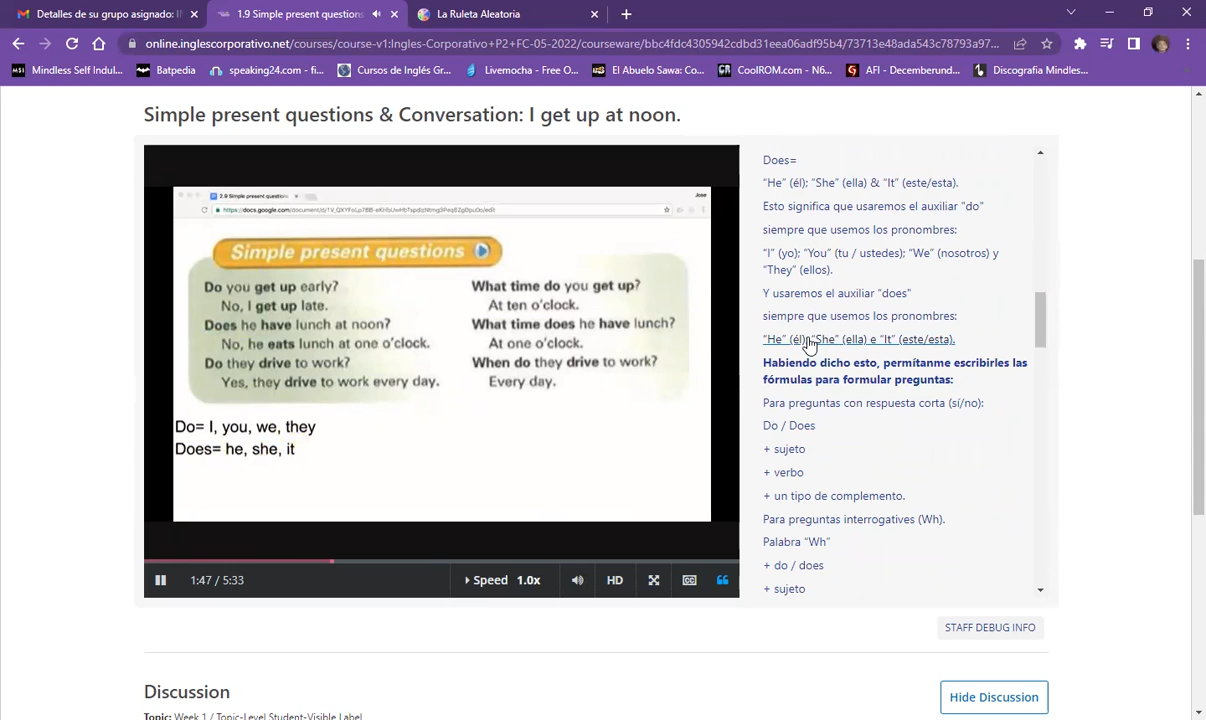 Detalles de su grupo asignado: I
1.9 Simple present questions
La Ruleta Aleatoria
online.inglescorporativo.net/courses/course-v1:Ingles-Corporativo+P2+FC-05-2022/courseware/bbc4fdc4305942cdbd31eea06adf95b4/73713e48ada543c78793a97...
Mindless Self Indul...
Batpedia
speaking24.com - fi...
Cursos de Inglés Gr...
Livemocha - Free O...
El Abuelo Sawa: Co...
CoolROM.com - N6...
AFI - Decemberund...
Discografia Mindles...
Simple present questions & Conversation: I get up at noon.
2.9 Simple present questions
Jose
Simple present questions
Do you get up early?
No, I get up late.
Does he have lunch at noon?
No, he eats lunch at one o'clock.
Do they drive to work?
Yes, they drive to work every day.
What time do you get up?
At ten o'clock.
What time does he have lunch?
At one o'clock.
When do they drive to work?
Every day.
Do= I, you, we, they
Does= he, she, it
1:47 / 5:33
Speed 1.0x
HD
CC
Does=
"He" (él); "She" (ella) & "It" (este/esta).
Esto significa que usaremos el auxiliar "do"
siempre que usemos los pronombres:
"I" (yo); "You" (tu / ustedes); "We" (nosotros) y
"They" (ellos).
Y usaremos el auxiliar "does"
siempre que usemos los pronombres:
"He" (él); "She" (ella) e "It" (este/esta).
Habiendo dicho esto, permítanme escribirles las
fórmulas para formular preguntas:
Para preguntas con respuesta corta (sí/no):
Do / Does
+ sujeto
+ verbo
+ un tipo de complemento.
Para preguntas interrogatives (Wh).
Palabra "Wh"
+ do / does
+ sujeto
STAFF DEBUG INFO
Discussion
Hide Discussion
Topic: Week 1 / Topic-Level Student-Visible Label